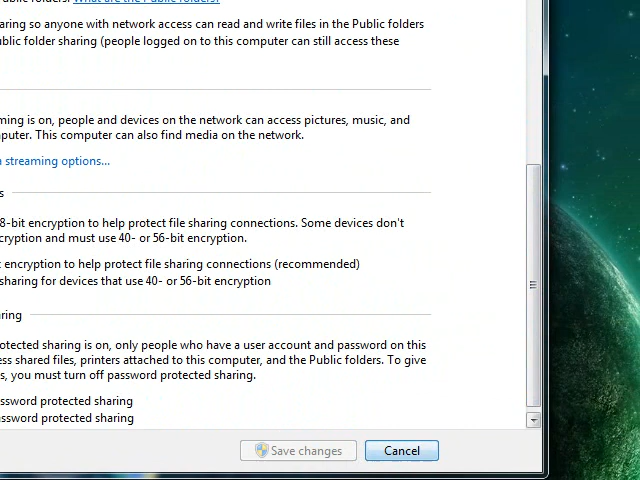 What are the Public folders?
aring so anyone with network access can read and write files in the Public folders
ublic folder sharing (people logged on to this computer can still access these
ming is on, people and devices on the network can access pictures, music, and
puter. This computer can also find media on the network.
streaming options...
s
8-bit encryption to help protect file sharing connections. Some devices don't
cryption and must use 40- or 56-bit encryption.
t encryption to help protect file sharing connections (recommended)
sharing for devices that use 40- or 56-bit encryption
ring
otected sharing is on, only people who have a user account and password on this
ess shared files, printers attached to this computer, and the Public folders. To give
s, you must turn off password protected sharing.
ssword protected sharing
assword protected sharing
Save changes
Cancel